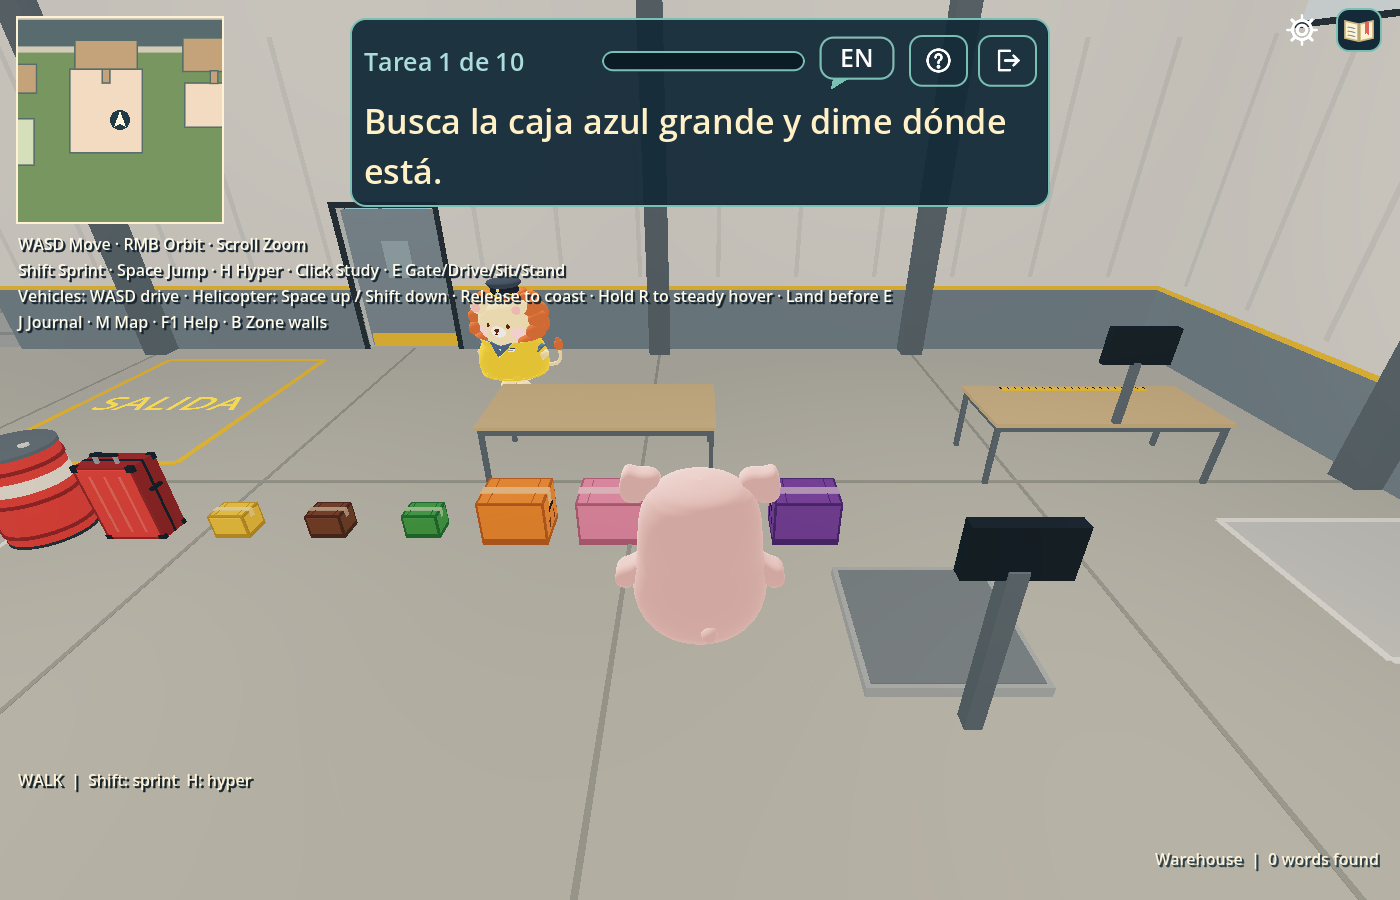 Tarea 1 de 10
EN
Busca la caja azul grande y dime dónde
está.
WASD Move · RMB Orbit · Scroll Zoom
Shift Sprint · Space Jump · H Hyper · Click Study · E Gate/Drive/Sit/Stand
Vehicles: WASD drive · Helicopter: Space up / Shift down · Release to coast · Hold R to steady hover · Land before E
J Journal · M Map · F1 Help · B Zone walls
SALIDA
WALK | Shift: sprint H: hyper
Warehouse | 0 words found